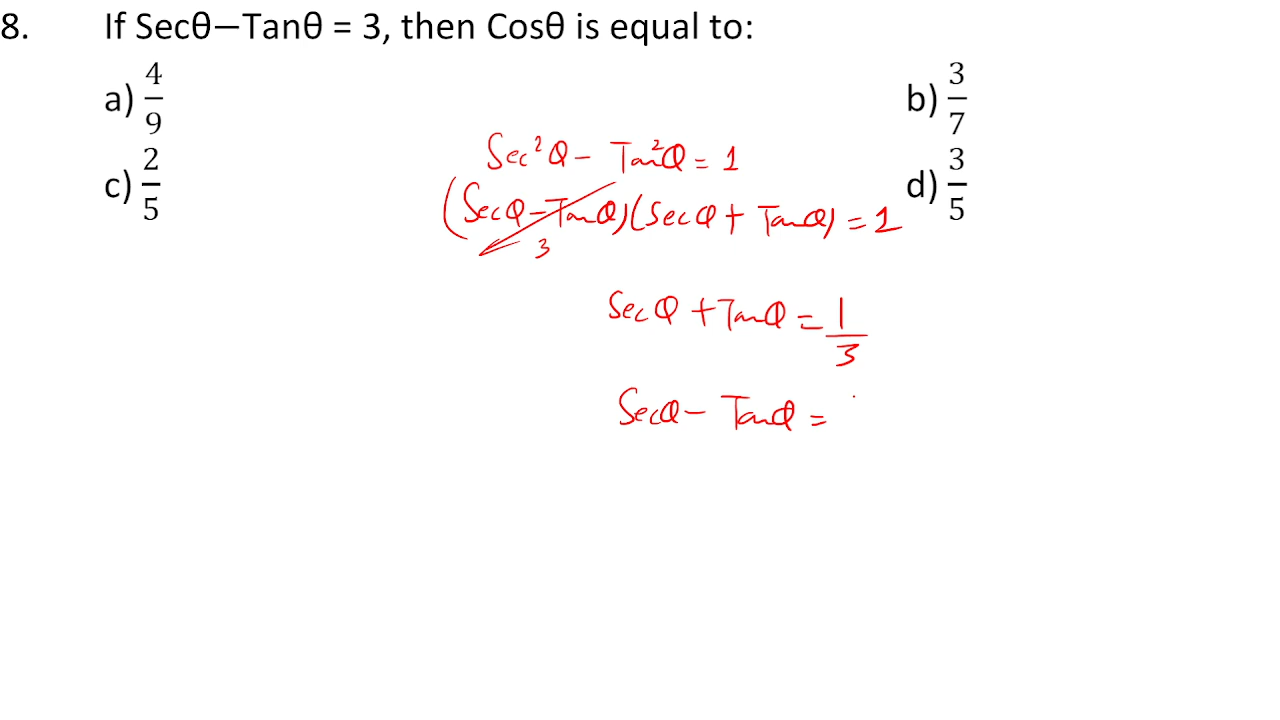 8. If Secθ−Tanθ = 3, then Cosθ is equal to:
a) 4/9 b) 3/7
Sec²θ − Tan²θ = 1
c) 2/5 d) 3/5
(Secθ − Tanθ)(Secθ + Tanθ) = 1
3
Secθ + Tanθ = 1/3
Secθ − Tanθ =